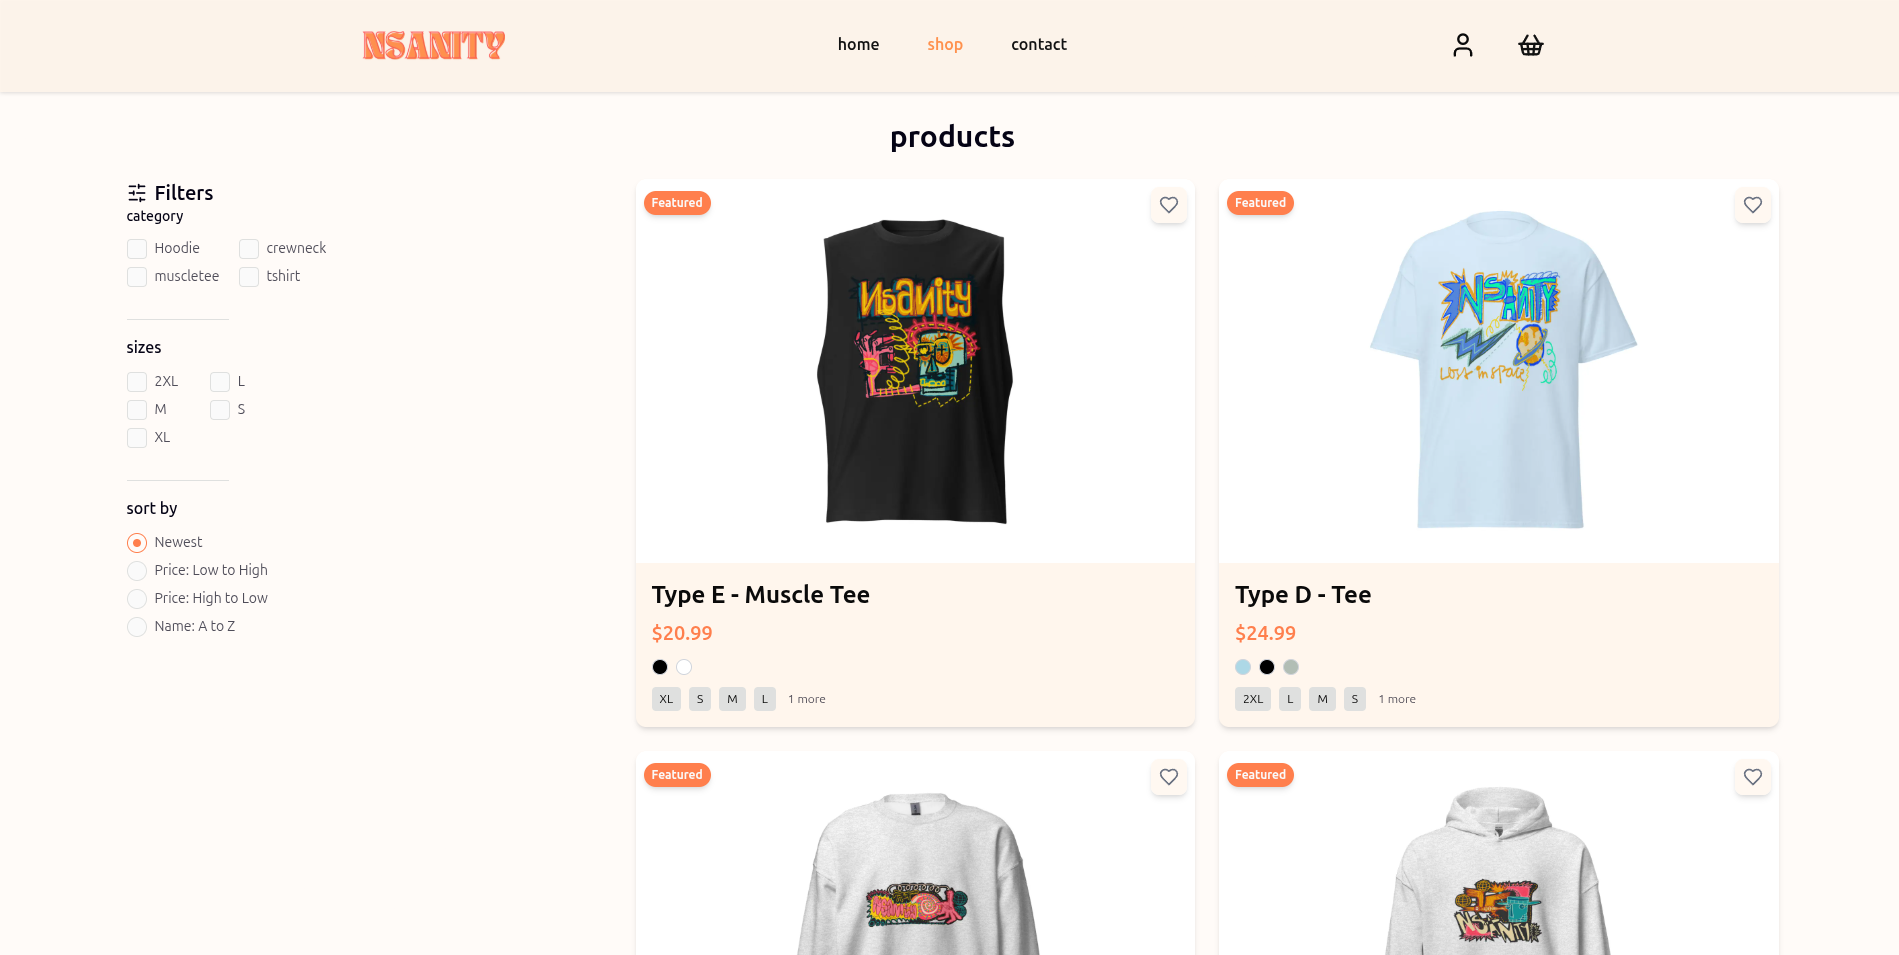 NSANITY
home shop contact
products
Filters
category
Hoodie crewneck
muscletee tshirt
sizes
2XL L
M S
XL
sort by
Newest
Price: Low to High
Price: High to Low
Name: A to Z
Featured
Nsanity
Type E - Muscle Tee
$20.99
XL S M L 1 more
Featured
NSANITY
Lost in space
Type D - Tee
$24.99
2XL L M S 1 more
Featured
Featured
NSANITY